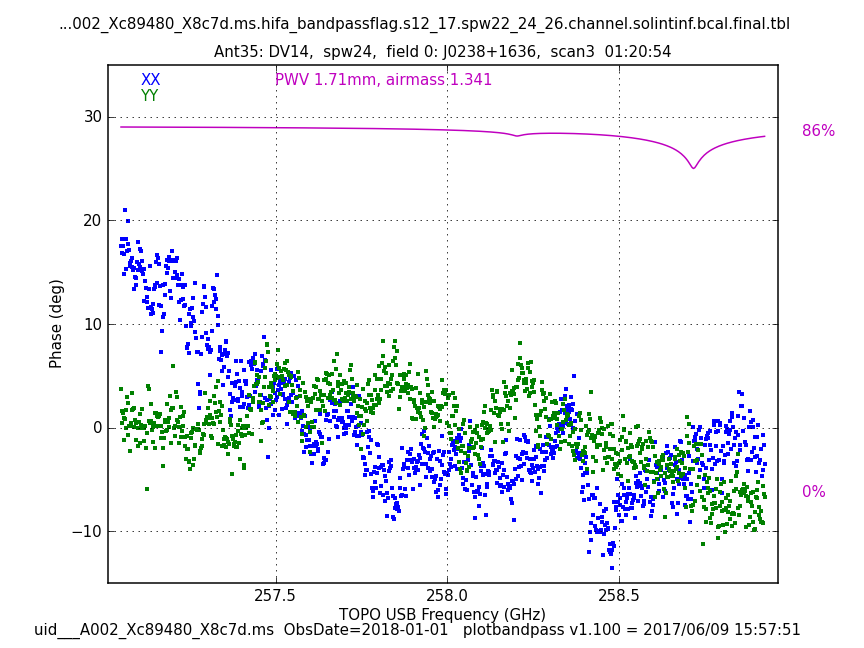 ...002_Xc89480_X8c7d.ms.hifa_bandpassflag.s12_17.spw22_24_26.channel.solintinf.bcal.final.tbl
Ant35: DV14,  spw24,  field 0: J0238+1636,  scan3  01:20:54
XX
PWV 1.71mm, airmass 1.341
YY
30
86%
20
10
Phase (deg)
0
0%
−10
257.5
258.0
258.5
TOPO USB Frequency (GHz)
uid___A002_Xc89480_X8c7d.ms  ObsDate=2018-01-01   plotbandpass v1.100 = 2017/06/09 15:57:51